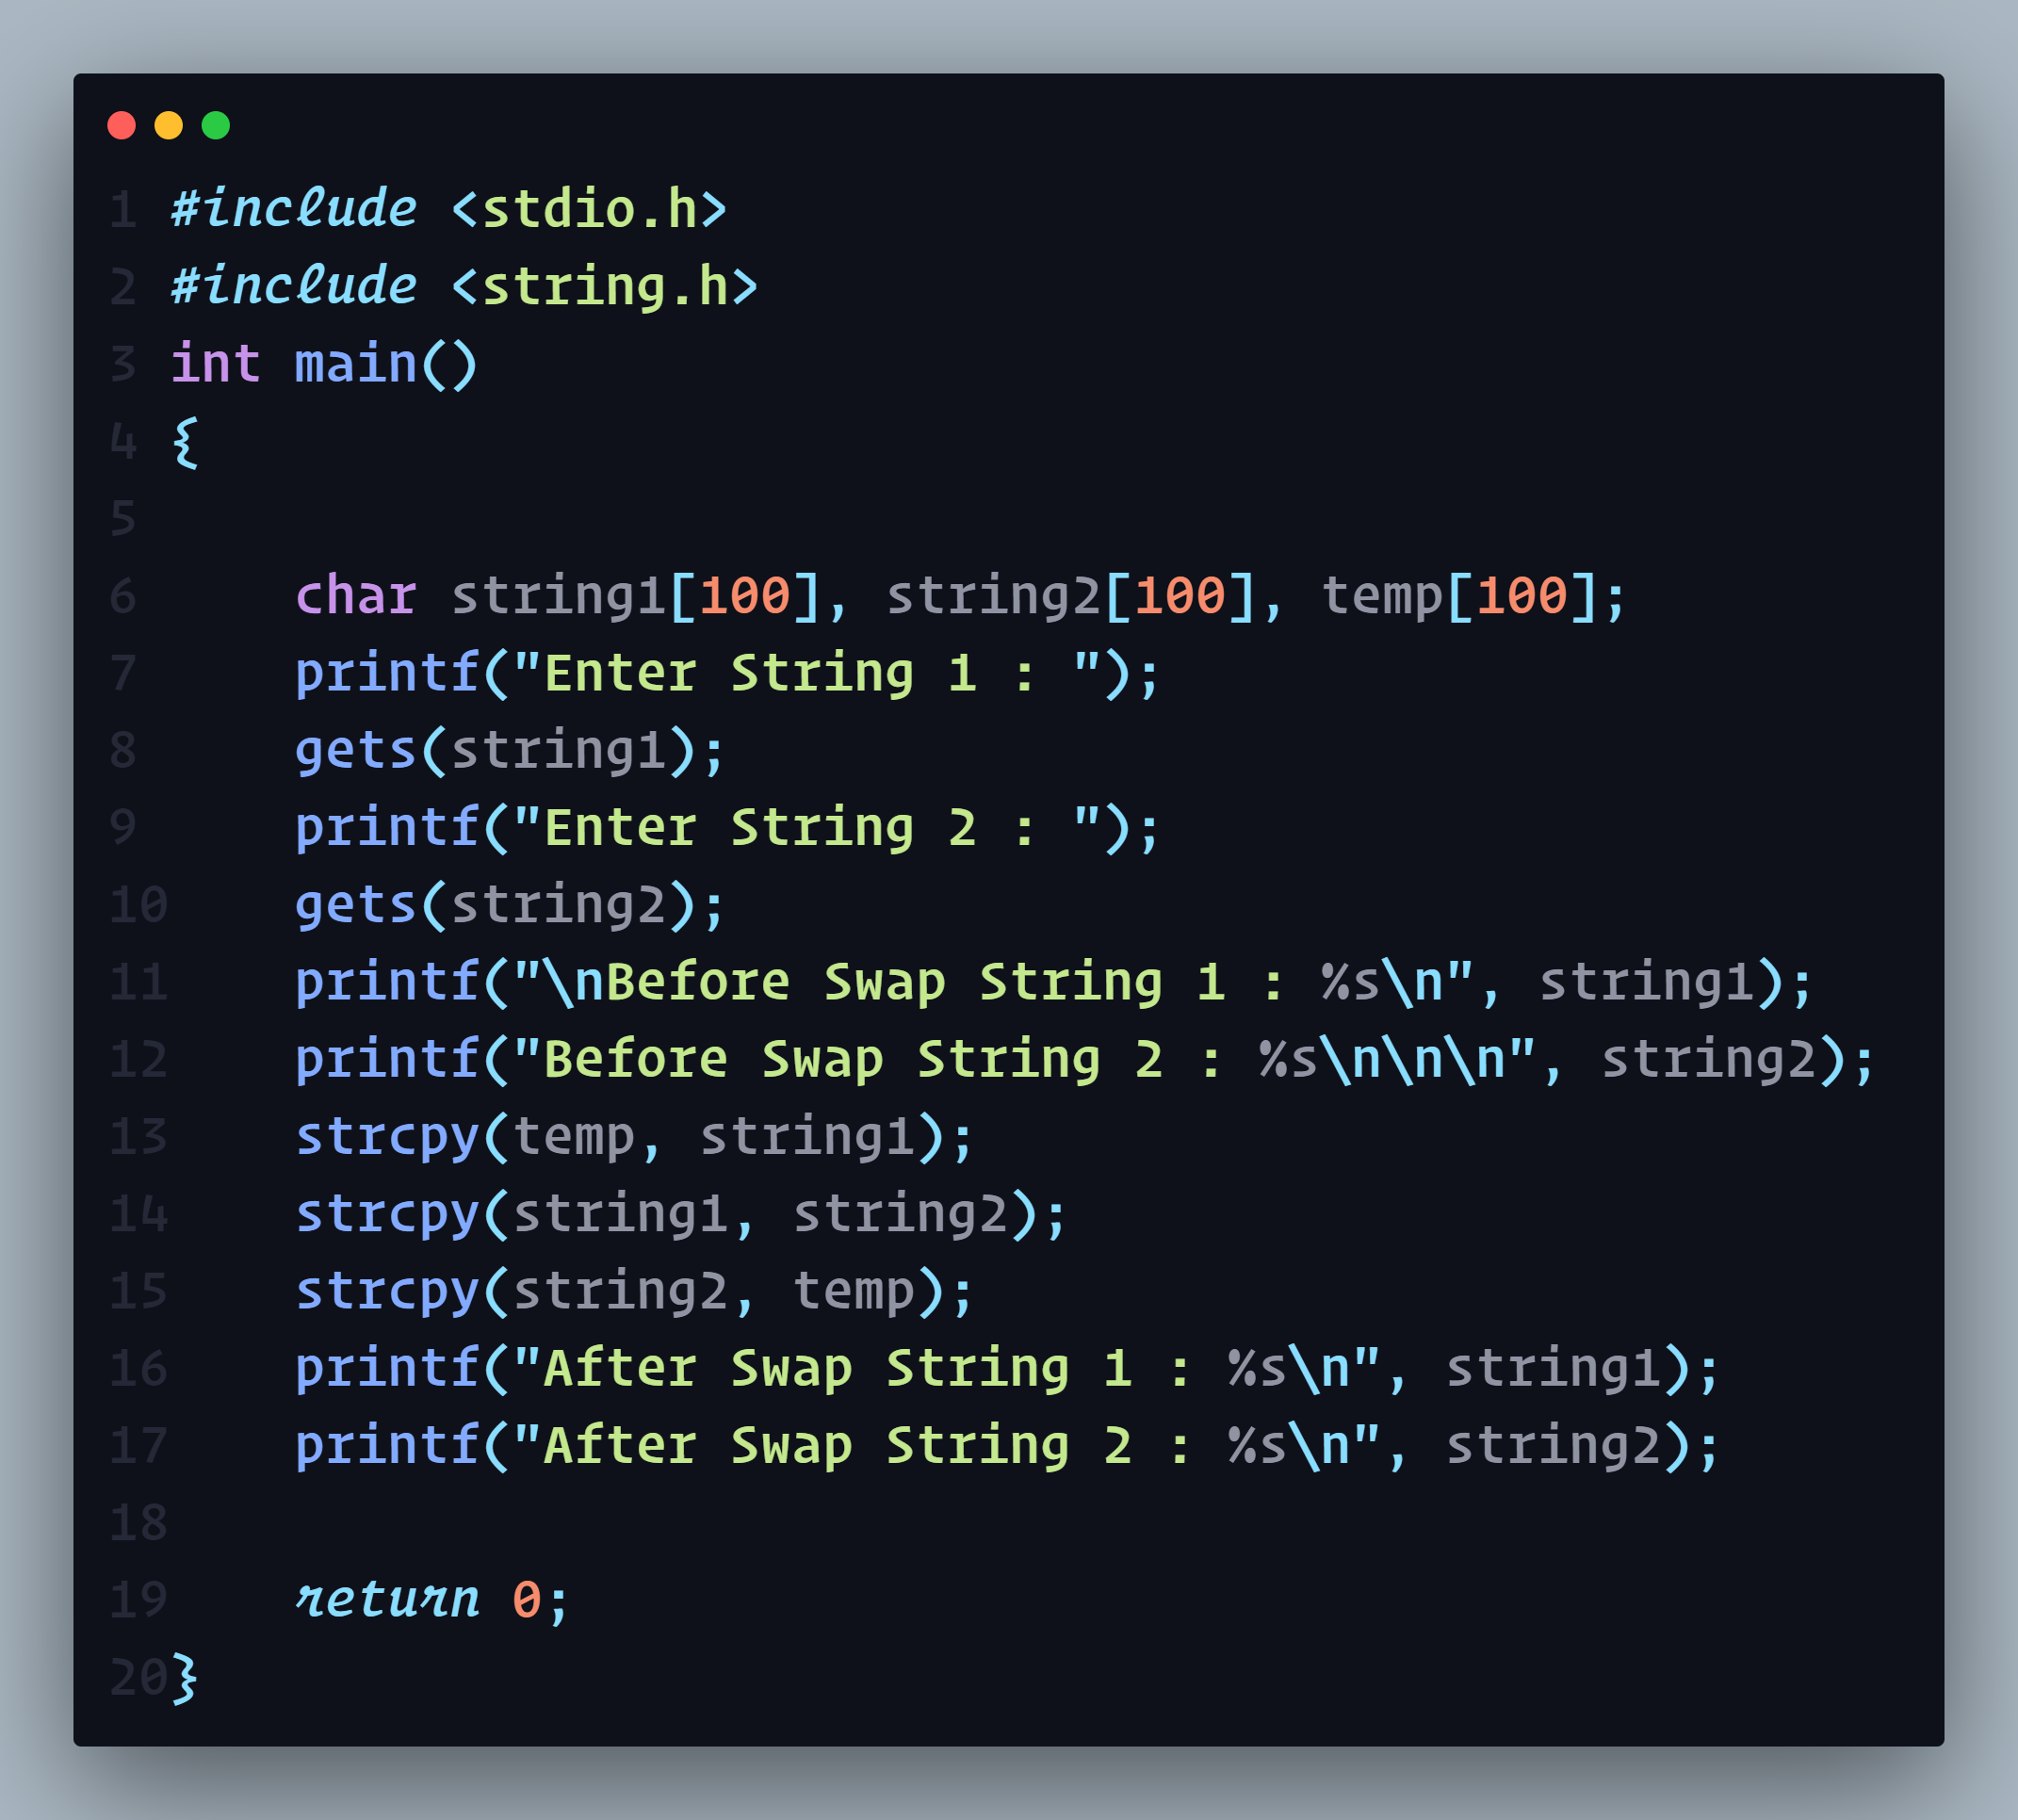 1 #include <stdio.h>
2 #include <string.h>
3 int main()
4 {
5
6     char string1[100], string2[100], temp[100];
7     printf("Enter String 1 : ");
8     gets(string1);
9     printf("Enter String 2 : ");
10    gets(string2);
11    printf("\nBefore Swap String 1 : %s\n", string1);
12    printf("Before Swap String 2 : %s\n\n\n", string2);
13    strcpy(temp, string1);
14    strcpy(string1, string2);
15    strcpy(string2, temp);
16    printf("After Swap String 1 : %s\n", string1);
17    printf("After Swap String 2 : %s\n", string2);
18
19    return 0;
20}